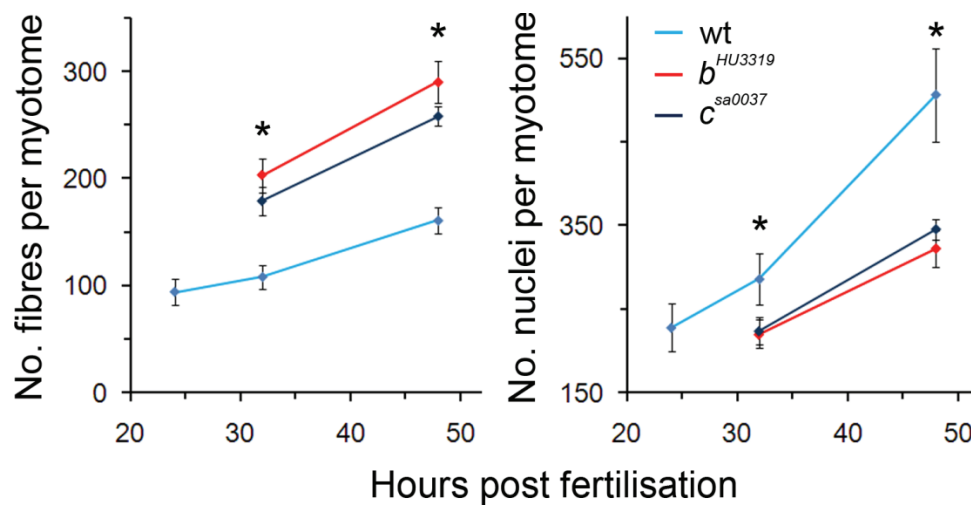 No. fibres per myotome
300
200
100
0
20 30 40 50
*
*
No. nuclei per myotome
550
350
150
20 30 40 50
*
*
wt
b^HU3319
c^sa0037
Hours post fertilisation